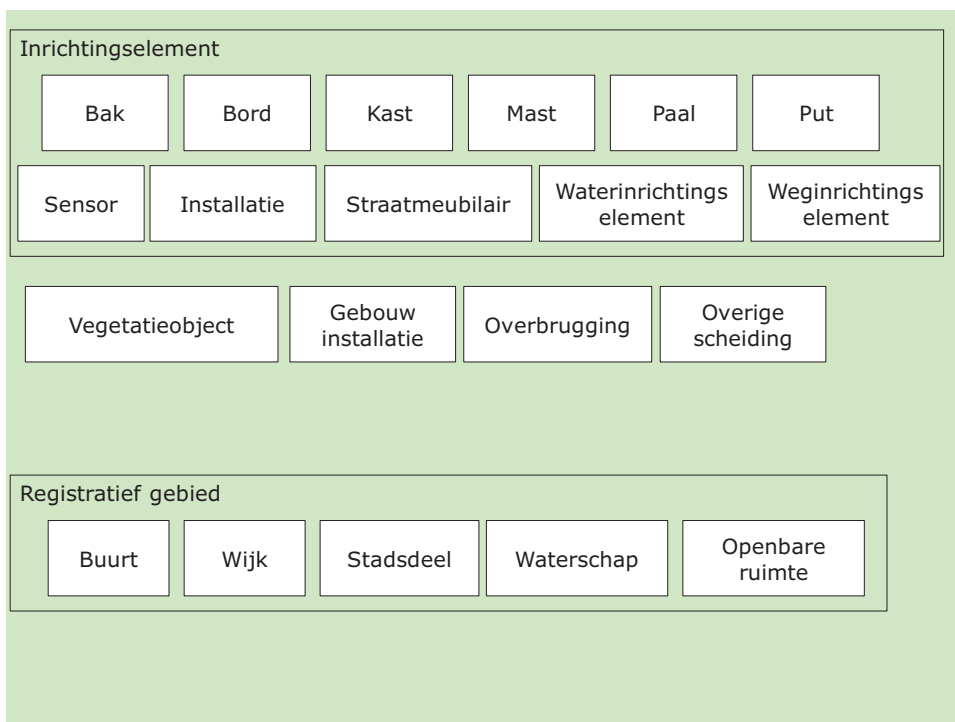 Inrichtingselement
Bak
Bord
Kast
Mast
Paal
Put
Sensor
Installatie
Straatmeubilair
Waterinrichtings
element
Weginrichtings
element
Vegetatieobject
Gebouw
installatie
Overbrugging
Overige
scheiding
Registratief gebied
Buurt
Wijk
Stadsdeel
Waterschap
Openbare
ruimte